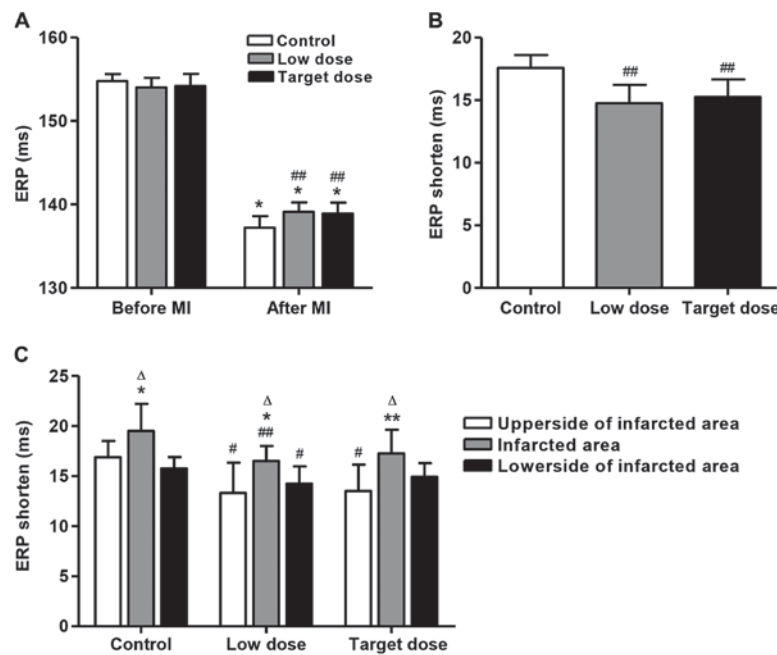 A
160
150
140
130
ERP (ms)
Control
Low dose
Target dose
*
##
*
##
*
Before MI
After MI
B
20
15
10
5
0
ERP shorten (ms)
##
##
Control
Low dose
Target dose
C
25
20
15
10
5
0
ERP shorten (ms)
Δ
*
#
Δ
*
##
#
#
Δ
**
Control
Low dose
Target dose
Upperside of infarcted area
Infarcted area
Lowerside of infarcted area